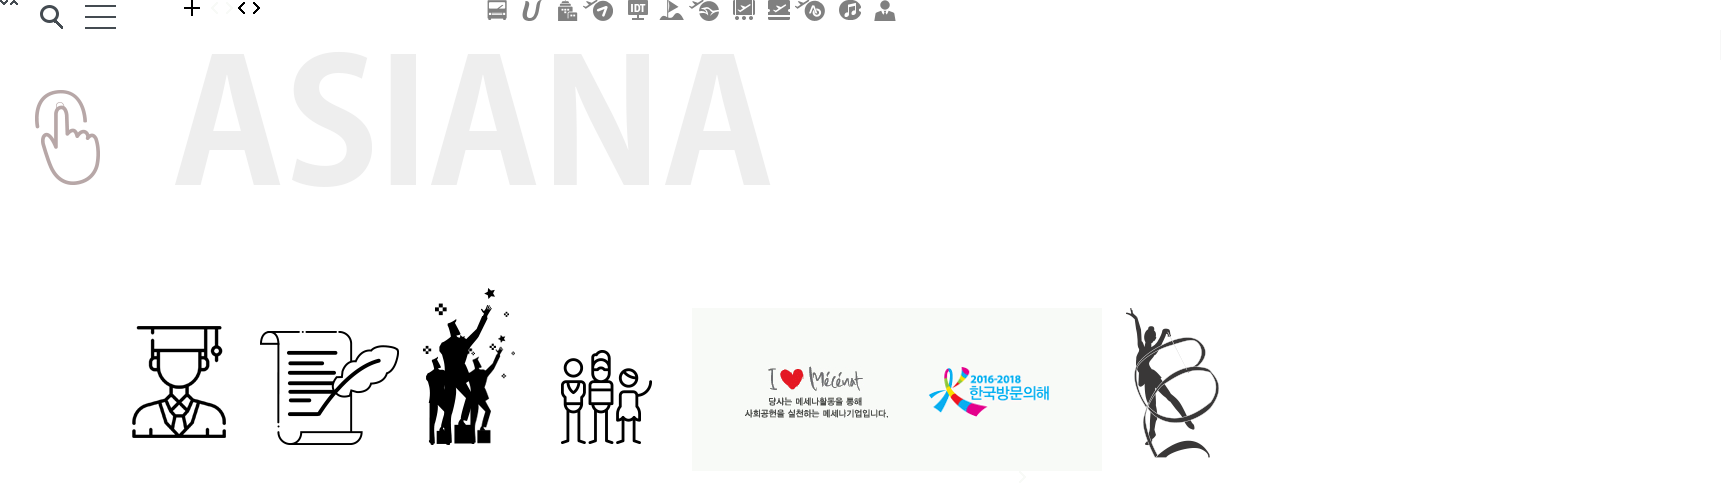 IDT
ASIANA
I Mécénat
당사는 메세나활동을 통해
사회공헌을 실천하는 메세나기업입니다.
2016-2018
한국방문의해